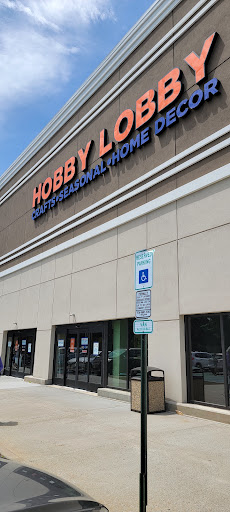 HOBBY LOBBY
CRAFTS•SEASONAL•HOME DECOR
RESERVED
PARKING